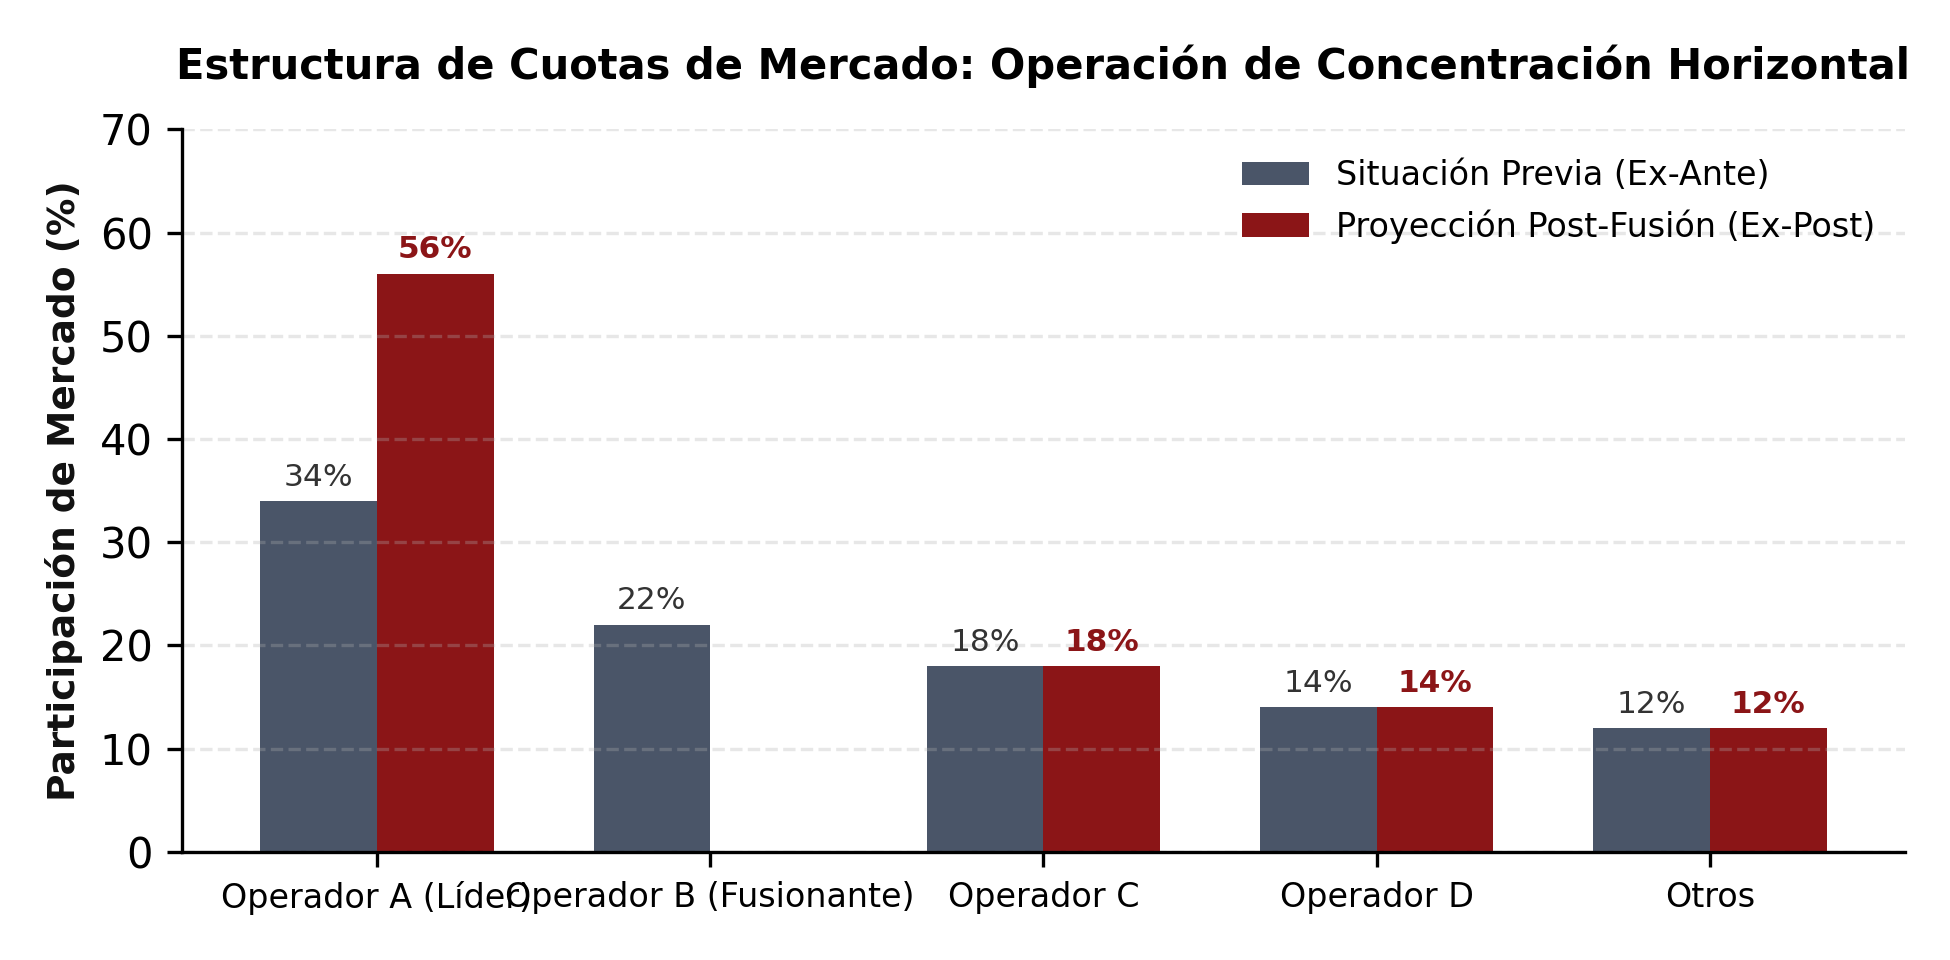 Estructura de Cuotas de Mercado: Operación de Concentración Horizontal
Participación de Mercado (%)
70
60
50
40
30
20
10
0
Situación Previa (Ex-Ante)
Proyección Post-Fusión (Ex-Post)
34%
56%
22%
18%
18%
14%
14%
12%
12%
Operador A (Líder)
Operador B (Fusionante)
Operador C
Operador D
Otros